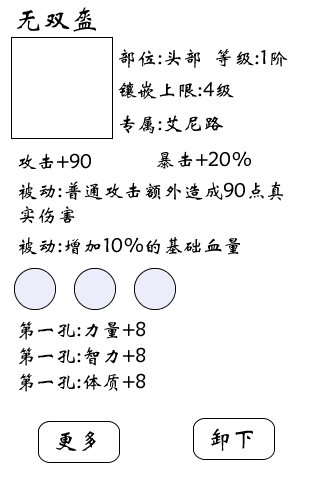 无双盔
部位:头部 等级:1阶
镶嵌上限:4级
专属:艾尼路
攻击+90 暴击+20%
被动:普通攻击额外造成90点真
实伤害
被动:增加10%的基础血量
第一孔:力量+8
第一孔:智力+8
第一孔:体质+8
更多 卸下